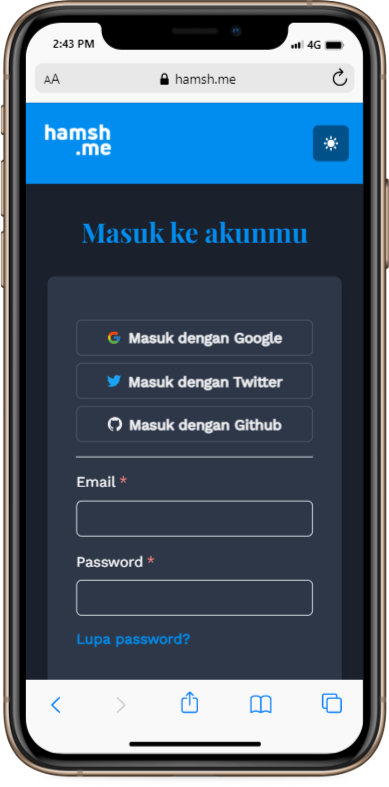 2:43 PM
4G
AA
hamsh.me
hamsh
.me
Masuk ke akunmu
G Masuk dengan Google
Masuk dengan Twitter
Masuk dengan Github
Email *
Password *
Lupa password?